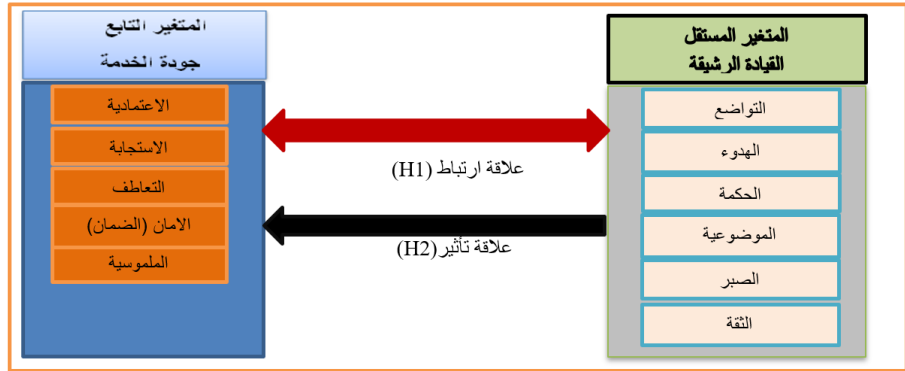 المتغير المستقل
القيادة الرشيقة
التواضع
الهدوء
الحكمة
الموضوعية
الصبر
الثقة
علاقة ارتباط (H1)
علاقة تأثير(H2)
المتغير التابع
جودة الخدمة
الاعتمادية
الاستجابة
التعاطف
الامان (الضمان)
الملموسية